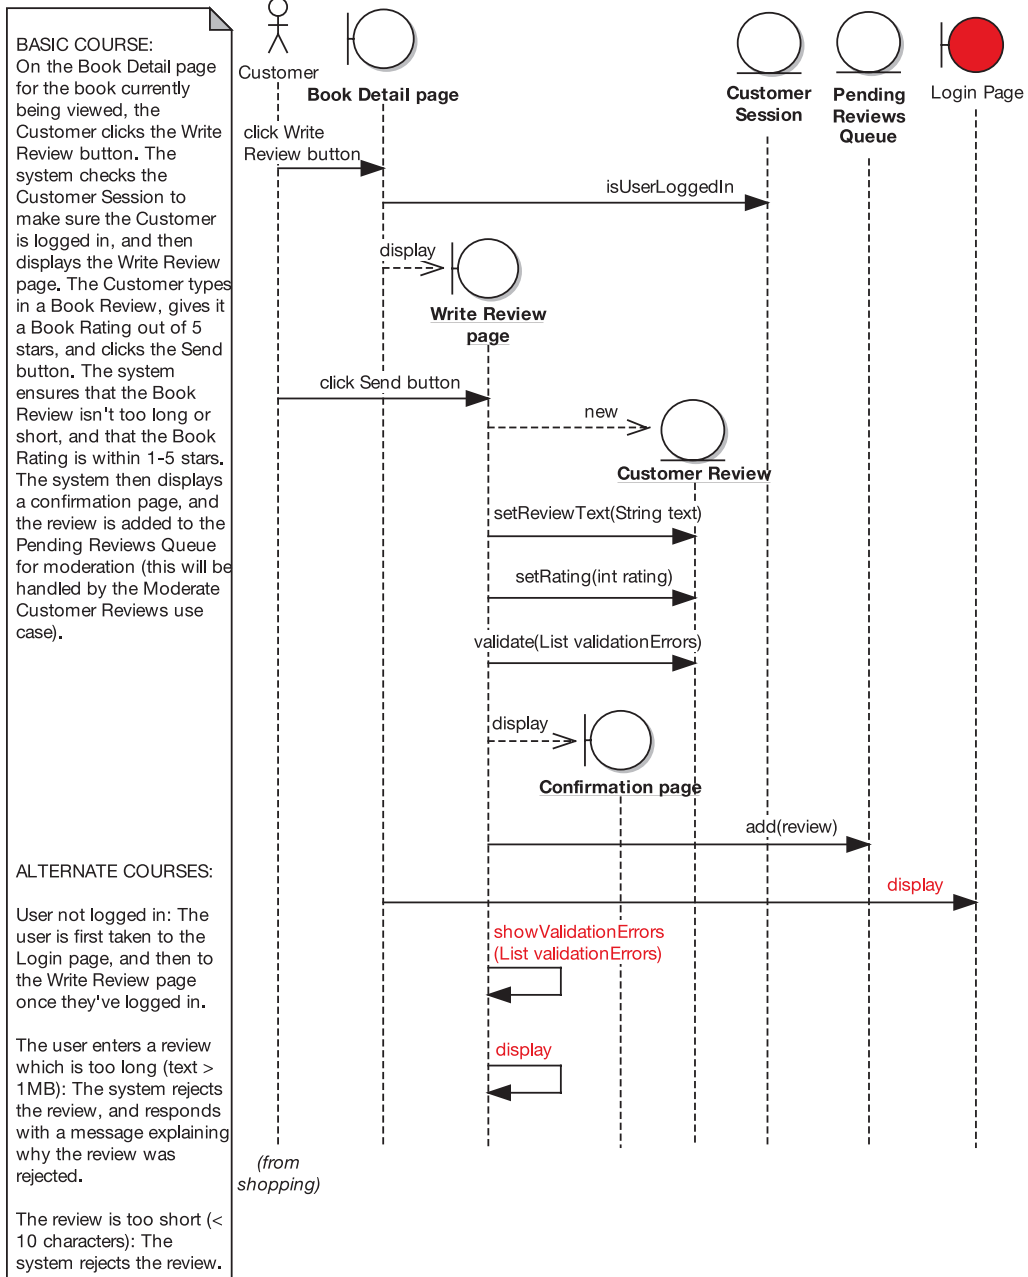 BASIC COURSE:
On the Book Detail page
for the book currently
being viewed, the
Customer clicks the Write
Review button. The
system checks the
Customer Session to
make sure the Customer
is logged in, and then
displays the Write Review
page. The Customer types
in a Book Review, gives it
a Book Rating out of 5
stars, and clicks the Send
button. The system
ensures that the Book
Review isn't too long or
short, and that the Book
Rating is within 1-5 stars.
The system then displays
a confirmation page, and
the review is added to the
Pending Reviews Queue
for moderation (this will be
handled by the Moderate
Customer Reviews use
case).
ALTERNATE COURSES:
User not logged in: The
user is first taken to the
Login page, and then to
the Write Review page
once they've logged in.
The user enters a review
which is too long (text >
1MB): The system rejects
the review, and responds
with a message explaining
why the review was
rejected.
The review is too short (<
10 characters): The
system rejects the review.
Customer
Book Detail page
Customer
Session
Pending
Reviews
Queue
Login Page
click Write
Review button
isUserLoggedIn
display
Write Review
page
click Send button
new
Customer Review
setReviewText(String text)
setRating(int rating)
validate(List validationErrors)
display
Confirmation page
add(review)
display
showValidationErrors
(List validationErrors)
display
(from
shopping)